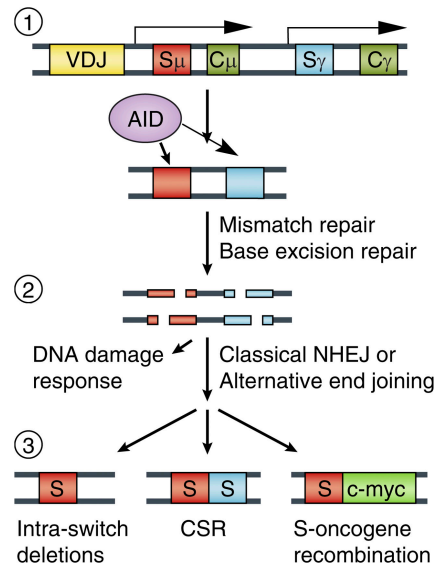 1
VDJ Sμ Cμ Sγ Cγ
AID
Mismatch repair
Base excision repair
2
DNA damage
response
Classical NHEJ or
Alternative end joining
3
S S S S c-myc
Intra-switch
deletions
CSR
S-oncogene
recombination